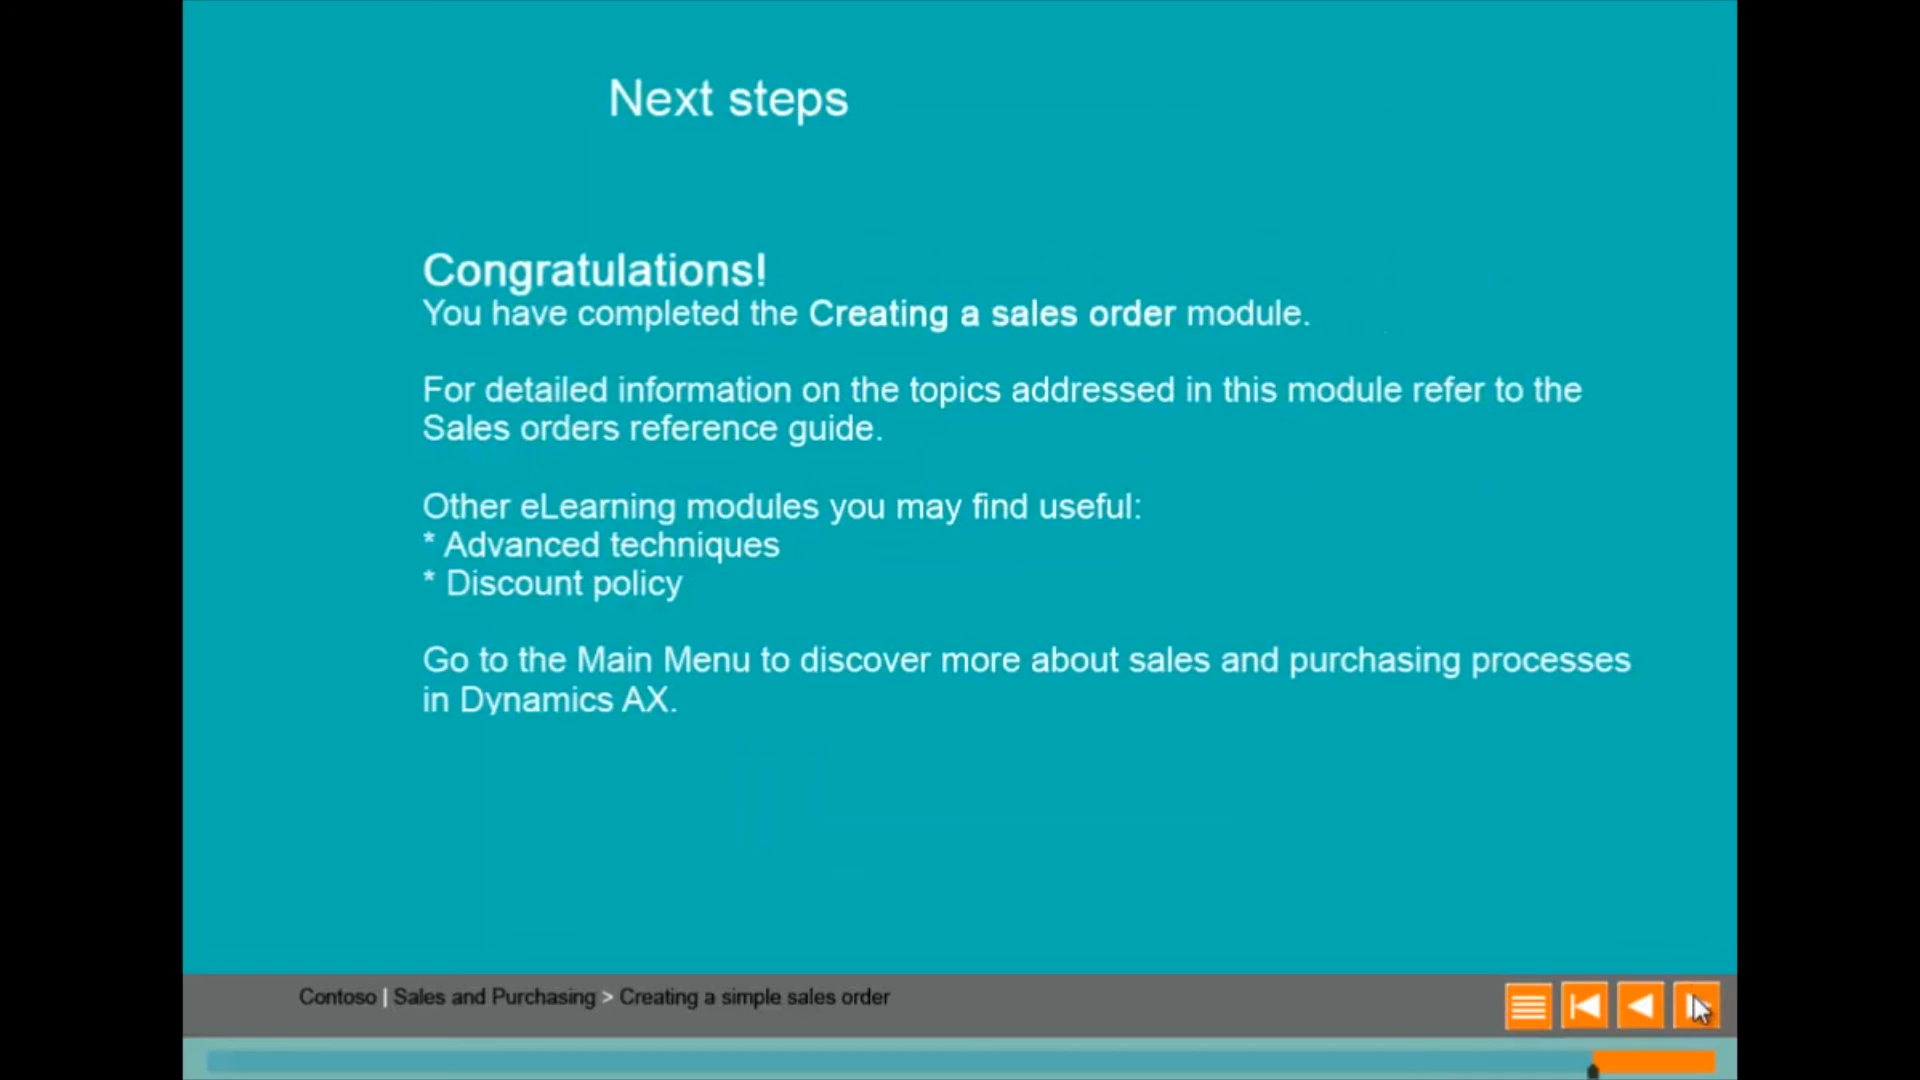 Next steps
Congratulations!
You have completed the Creating a sales order module.
For detailed information on the topics addressed in this module refer to the
Sales orders reference guide.
Other eLearning modules you may find useful:
* Advanced techniques
* Discount policy
Go to the Main Menu to discover more about sales and purchasing processes
in Dynamics AX.
Contoso | Sales and Purchasing > Creating a simple sales order